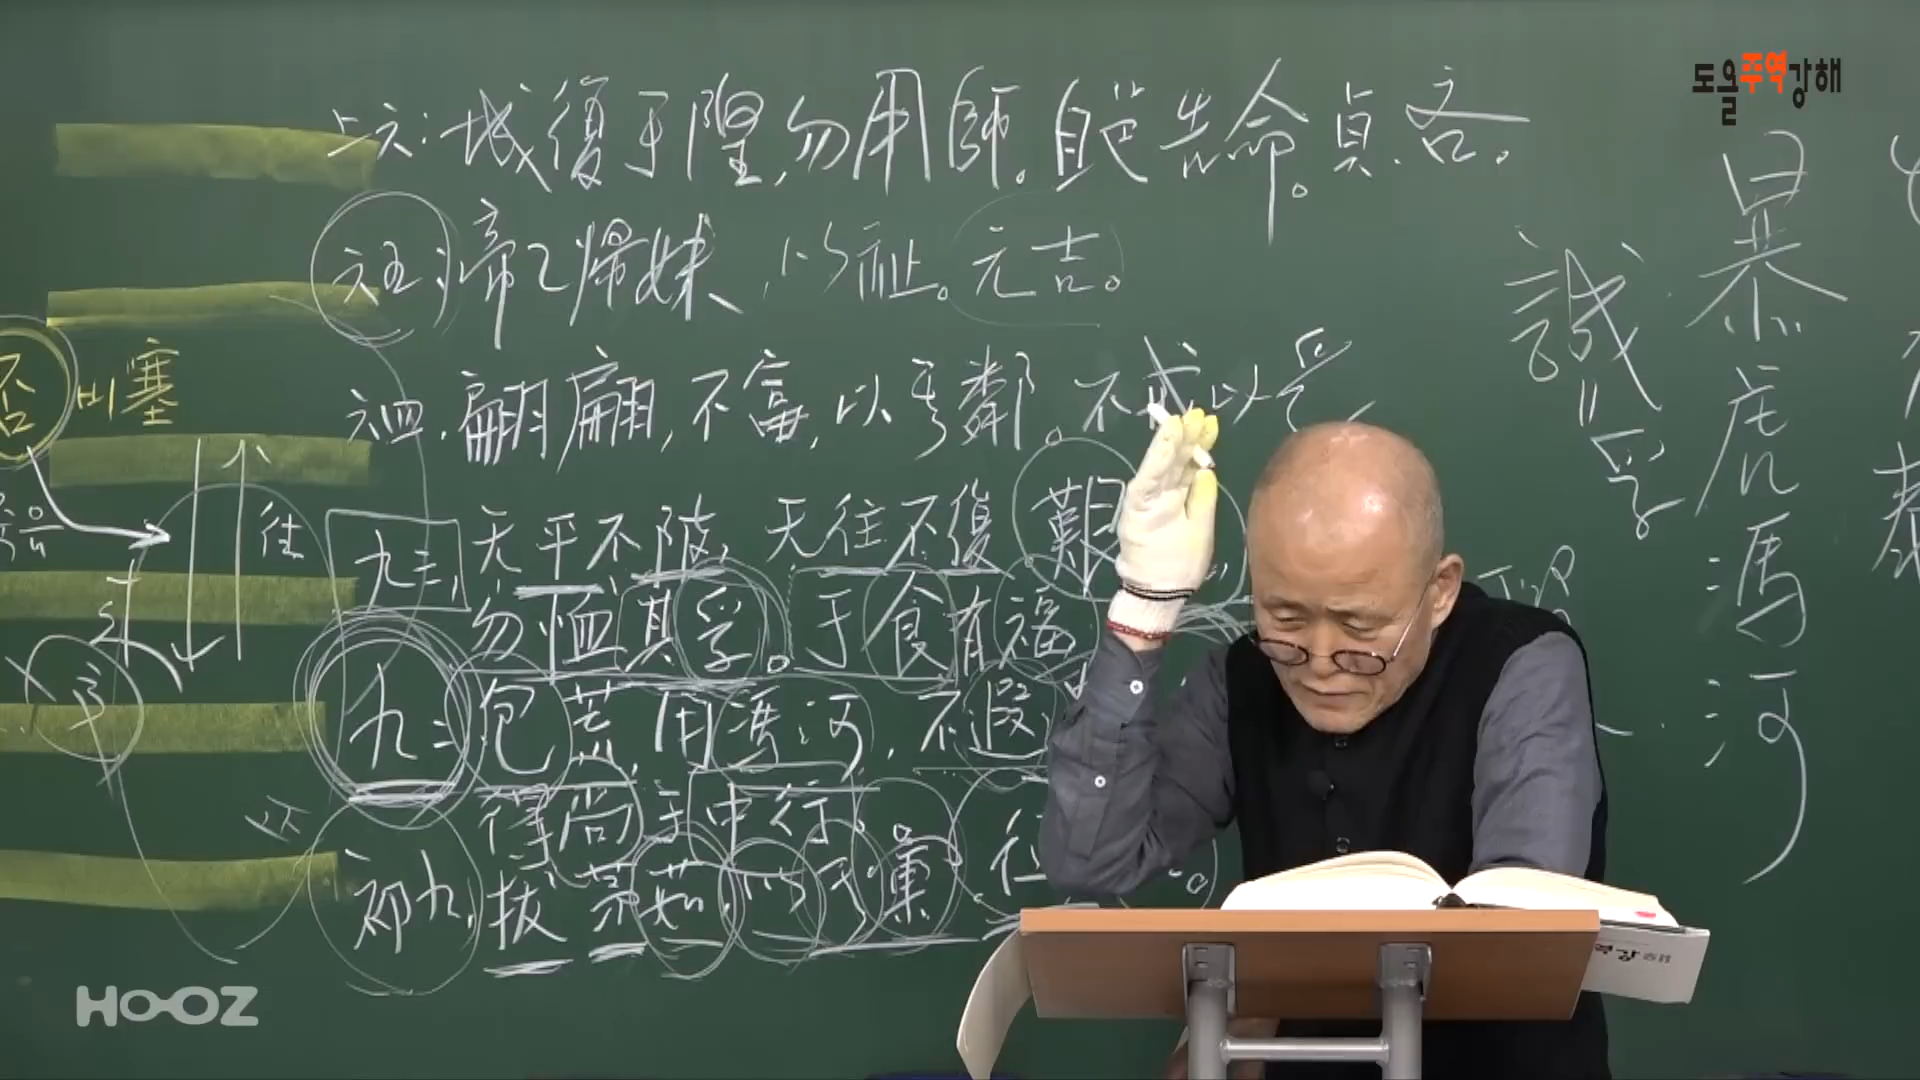 도올주역강해
上六：城復于隍，勿用師。自邑告命。貞，吝。
六五：帝乙歸妹，以祉。元吉。
六四．翩翩，不富，以其鄰。不戒以孚
九三，无平不陂，无往不復，艱
勿恤其孚。于食有福
九二，包荒，用馮河，不遐
得尙于中行。
初九，拔茅茹，以其彙。往
否 비 塞
往
誠
孚
暴虎馮河
泰
HOOZ